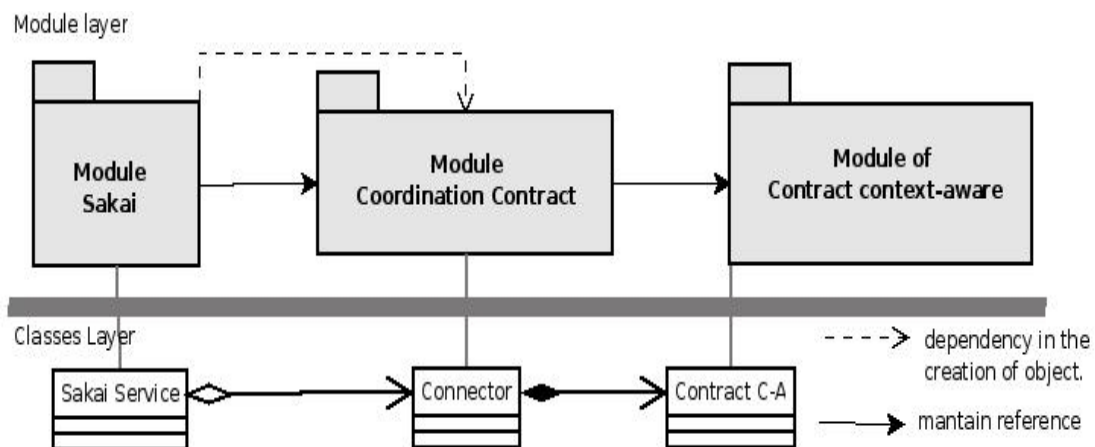 Module layer
Module
Sakai
Module
Coordination Contract
Module of
Contract context-aware
Classes Layer
Sakai Service
Connector
Contract C-A
dependency in the
creation of object.
mantain reference